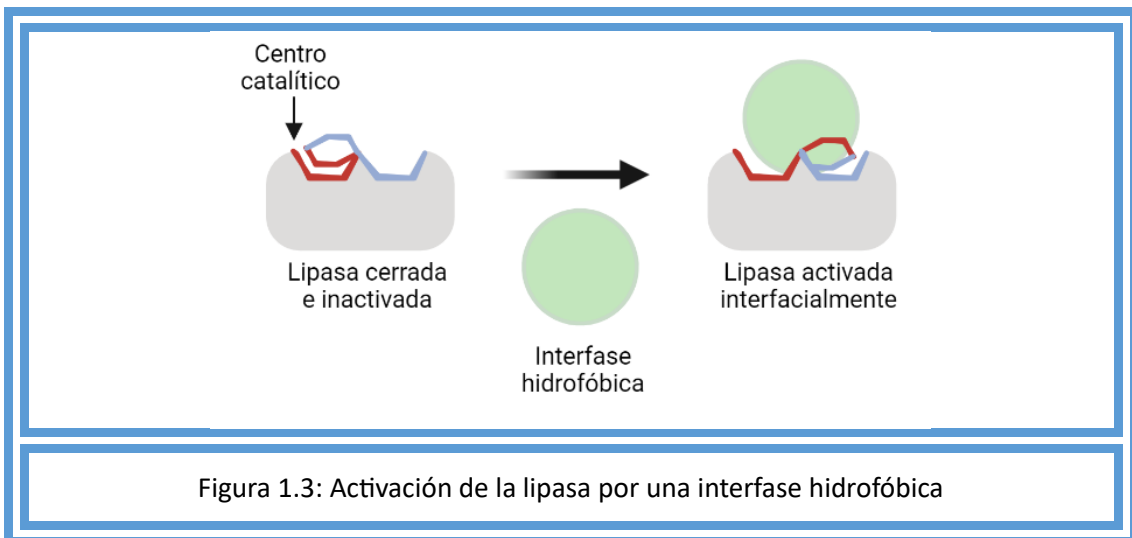 Centro
catalítico
Lipasa cerrada
e inactivada
Interfase
hidrofóbica
Lipasa activada
interfacialmente
Figura 1.3: Activación de la lipasa por una interfase hidrofóbica